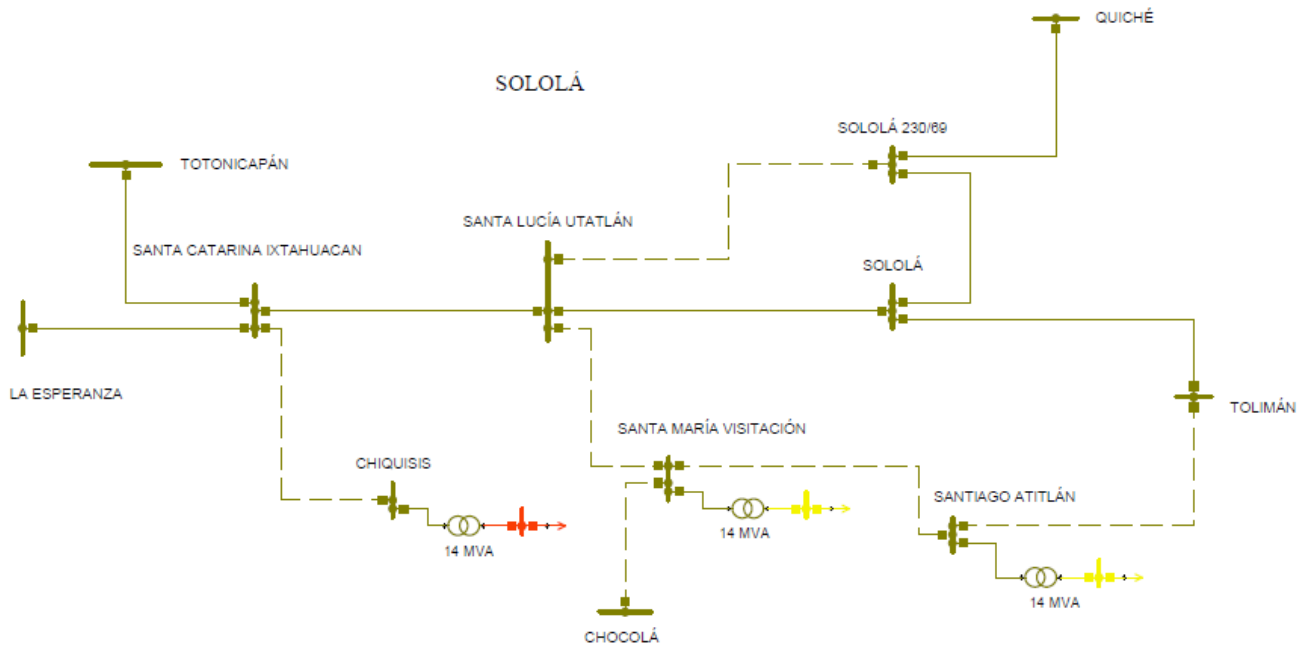 QUICHÉ
SOLOLÁ
SOLOLÁ 230/69
TOTONICAPÁN
SANTA LUCÍA UTATLÁN
SANTA CATARINA IXTAHUACAN
SOLOLÁ
LA ESPERANZA
TOLIMÁN
SANTA MARÍA VISITACIÓN
CHIQUISIS
SANTIAGO ATITLÁN
14 MVA
14 MVA
14 MVA
CHOCOLÁ